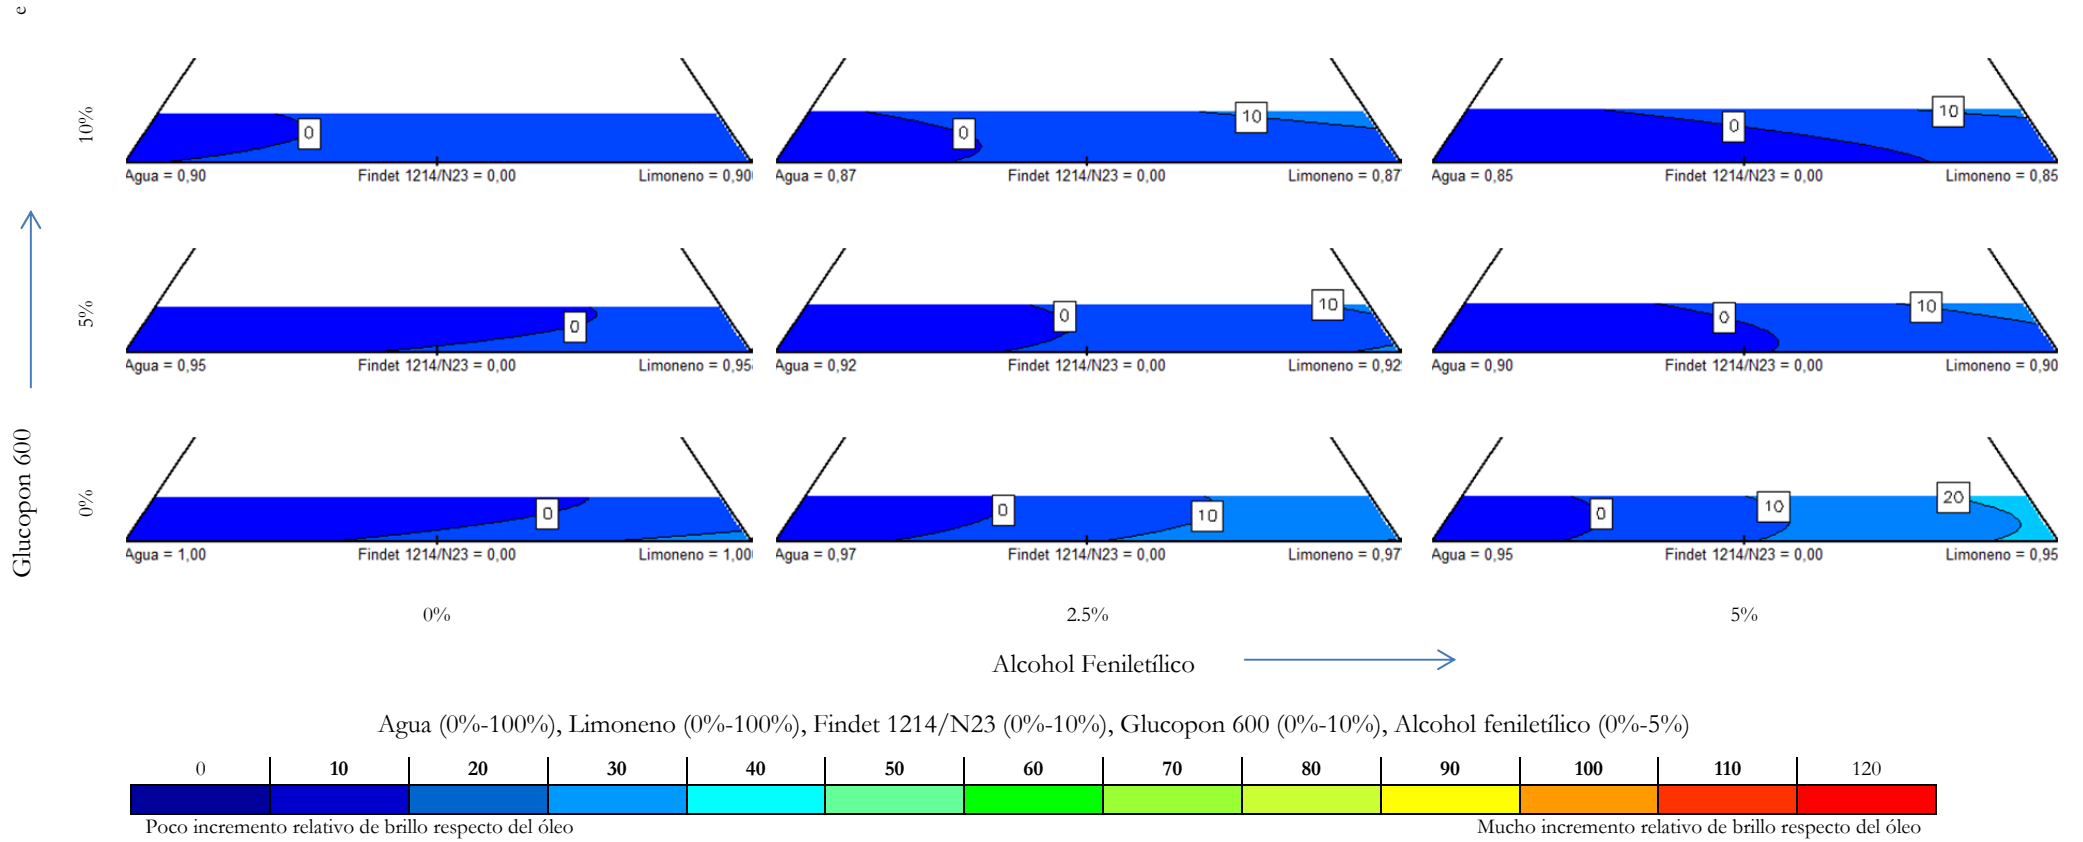 e
10%
0
10
10
0
0
Agua = 0,90 Findet 1214/N23 = 0,00 Limoneno = 0,90
Agua = 0,87 Findet 1214/N23 = 0,00 Limoneno = 0,87
Agua = 0,85 Findet 1214/N23 = 0,00 Limoneno = 0,85
5%
0
0
10
0
10
Agua = 0,95 Findet 1214/N23 = 0,00 Limoneno = 0,95
Agua = 0,92 Findet 1214/N23 = 0,00 Limoneno = 0,92
Agua = 0,90 Findet 1214/N23 = 0,00 Limoneno = 0,90
Glucopon 600
0%
0
0
10
0
10
20
Agua = 1,00 Findet 1214/N23 = 0,00 Limoneno = 1,00
Agua = 0,97 Findet 1214/N23 = 0,00 Limoneno = 0,97
Agua = 0,95 Findet 1214/N23 = 0,00 Limoneno = 0,95
0% 2.5% 5%
Alcohol Feniletílico
Agua (0%-100%), Limoneno (0%-100%), Findet 1214/N23 (0%-10%), Glucopon 600 (0%-10%), Alcohol feniletílico (0%-5%)
0 10 20 30 40 50 60 70 80 90 100 110 120
Poco incremento relativo de brillo respecto del óleo
Mucho incremento relativo de brillo respecto del óleo